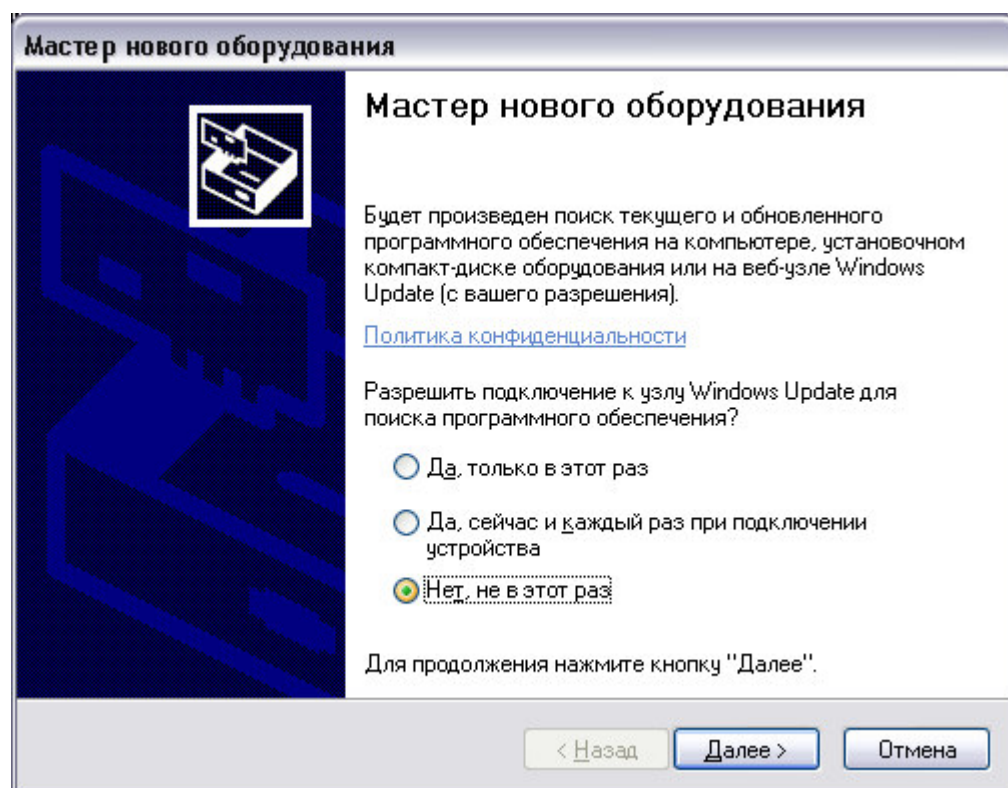 Мастер нового оборудования
Мастер нового оборудования
Будет произведен поиск текущего и обновленного
программного обеспечения на компьютере, установочном
компакт-диске оборудования или на веб-узле Windows
Update (с вашего разрешения).
Политика конфиденциальности
Разрешить подключение к узлу Windows Update для
поиска программного обеспечения?
Да, только в этот раз
Да, сейчас и каждый раз при подключении
устройства
Нет, не в этот раз
Для продолжения нажмите кнопку "Далее".
< Назад Далее > Отмена